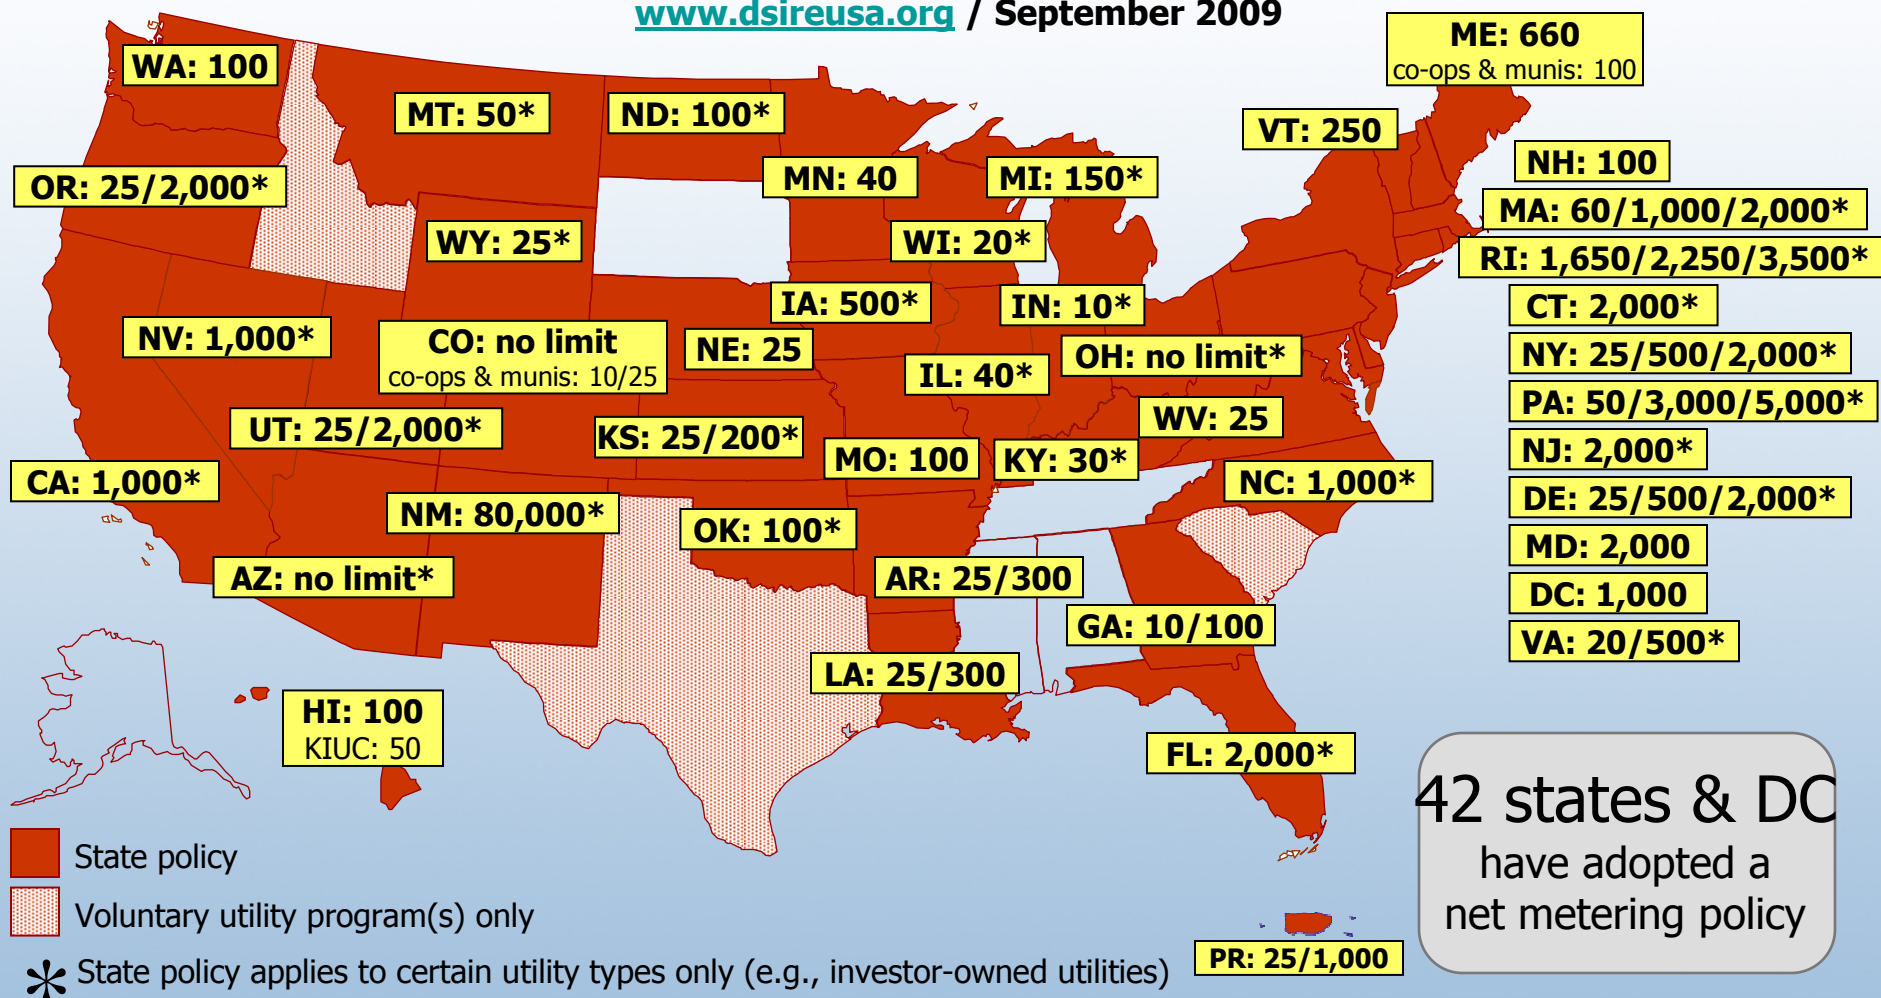 www.dsireusa.org / September 2009
ME: 660
co-ops & munis: 100
WA: 100
MT: 50*
ND: 100*
VT: 250
NH: 100
OR: 25/2,000*
MN: 40
MI: 150*
MA: 60/1,000/2,000*
WY: 25*
WI: 20*
RI: 1,650/2,250/3,500*
IA: 500*
IN: 10*
CT: 2,000*
NV: 1,000*
CO: no limit
co-ops & munis: 10/25
NE: 25
OH: no limit*
NY: 25/500/2,000*
IL: 40*
PA: 50/3,000/5,000*
UT: 25/2,000*
KS: 25/200*
WV: 25
MO: 100
KY: 30*
NJ: 2,000*
CA: 1,000*
NC: 1,000*
NM: 80,000*
OK: 100*
DE: 25/500/2,000*
MD: 2,000
AZ: no limit*
AR: 25/300
DC: 1,000
GA: 10/100
VA: 20/500*
LA: 25/300
HI: 100
KIUC: 50
FL: 2,000*
42 states & DC
have adopted a
net metering policy
State policy
Voluntary utility program(s) only
* State policy applies to certain utility types only (e.g., investor-owned utilities)
PR: 25/1,000